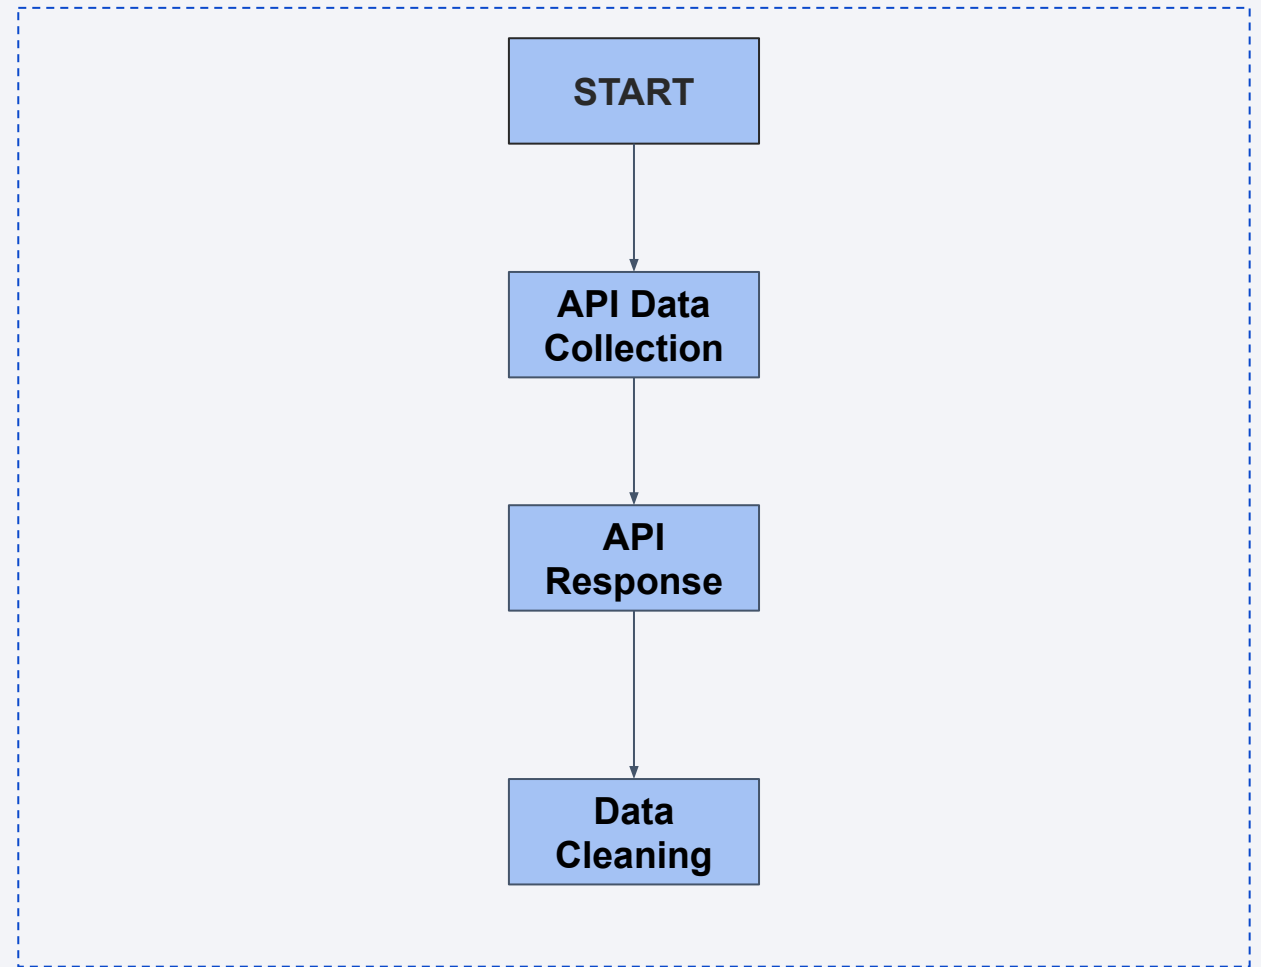 START
API Data
Collection
API
Response
Data
Cleaning